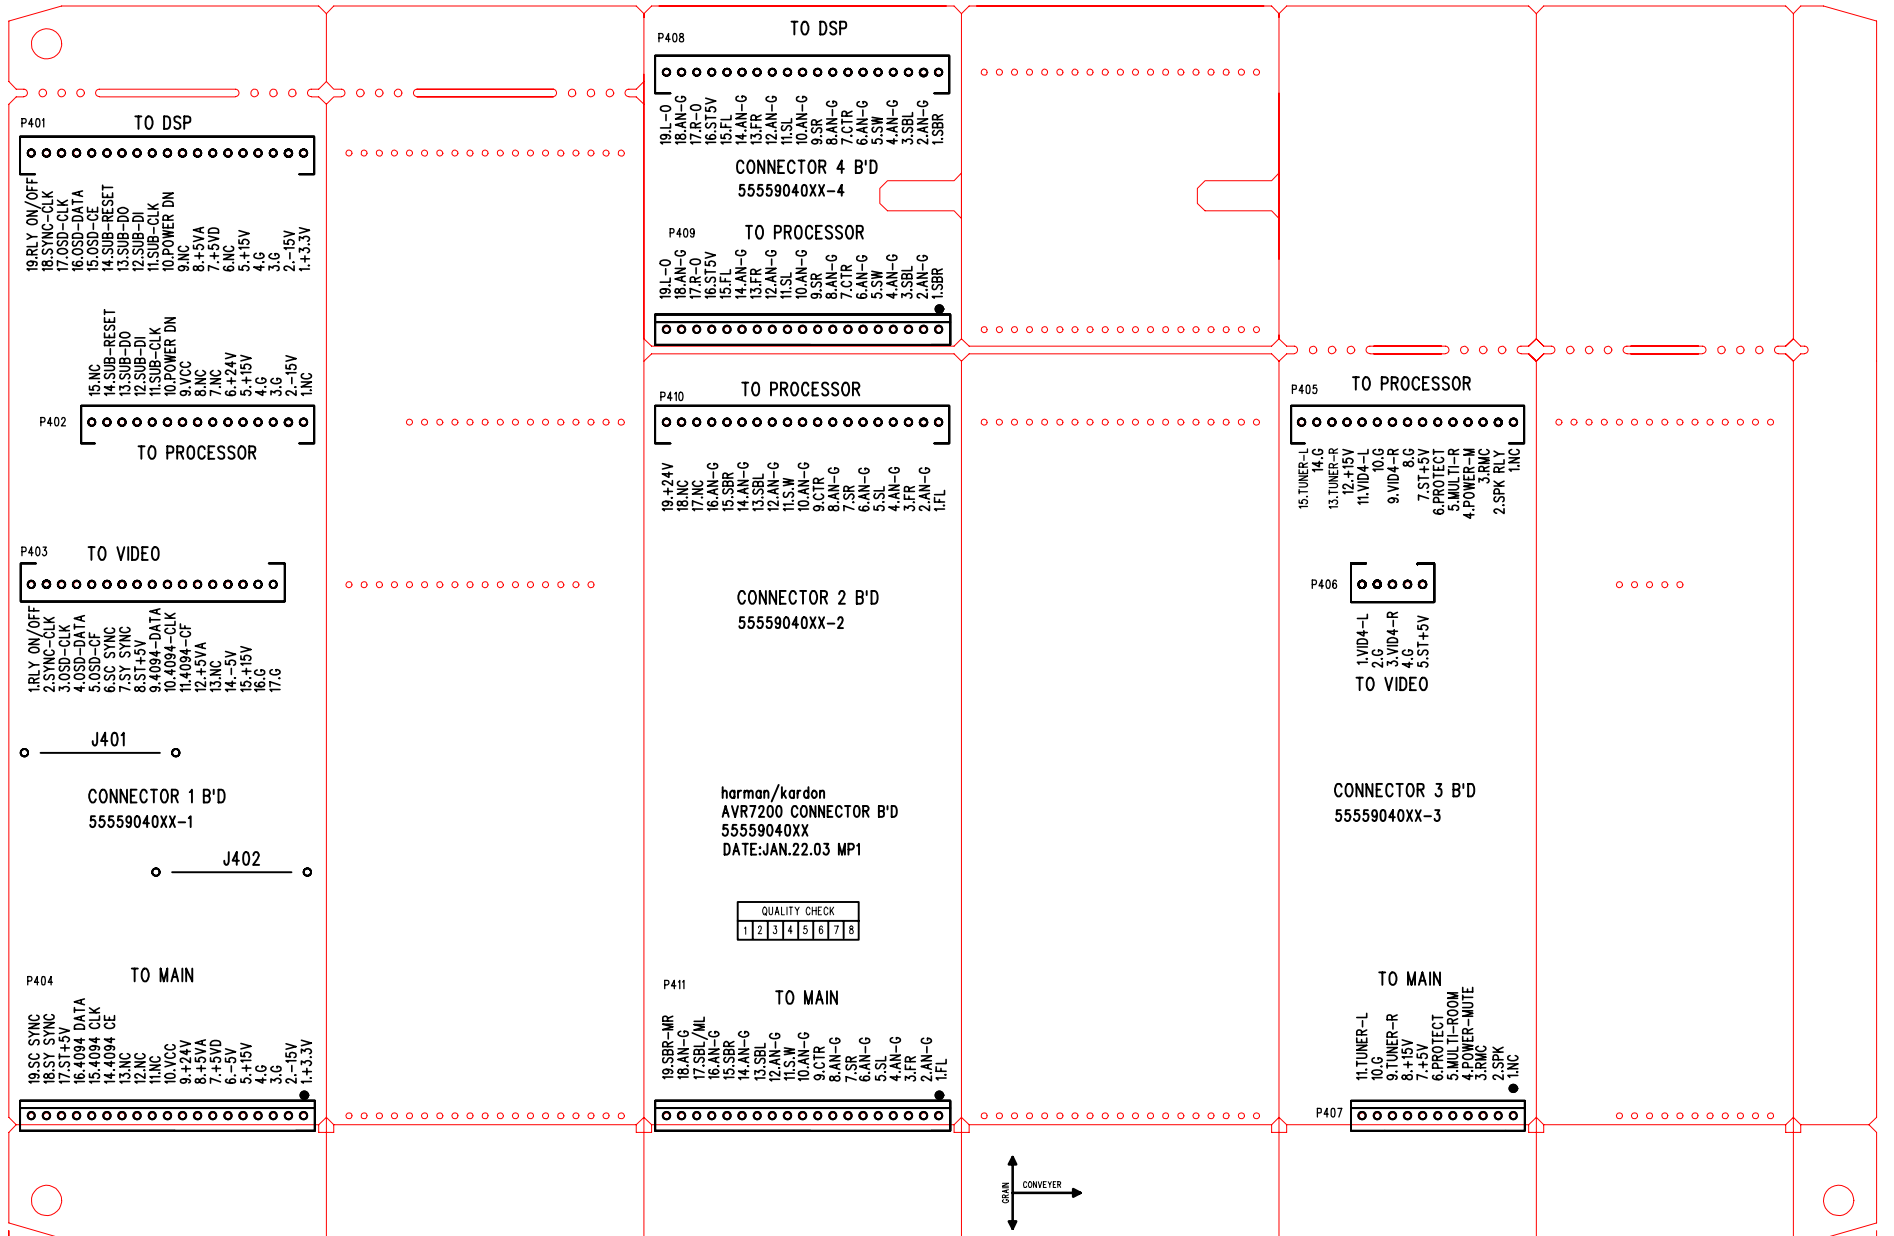 P401
TO DSP
19.RLY ON/OFF
18.SYNC-CLK
17.OSD-CLK
16.OSD-DATA
15.OSD-CE
14.SUB-RESET
13.SUB-DO
12.SUB-DI
11.SUB-CLK
10.POWER DN
9.NC
8.+5VA
7.+5VD
6.NC
5.+15V
4.G
3.G
2.-15V
1.+3.3V
15.NC
14.SUB-RESET
13.SUB-DO
12.SUB-DI
11.SUB-CLK
10.POWER DN
9.VCC
8.NC
7.NC
6.+24V
5.+15V
4.G
3.G
2.-15V
1.NC
P402
TO PROCESSOR
P403
TO VIDEO
1.RLY ON/OFF
2.SYNC-CLK
3.OSD-CLK
4.OSD-DATA
5.OSD-CF
6.SC SYNC
7.SY SYNC
8.ST+5V
9.4094-DATA
10.4094-CLK
11.4094-CF
12.+5VA
13.NC
14.-5V
15.+15V
16.G
17.G
J401
CONNECTOR 1 B'D
55559040XX-1
J402
P404
TO MAIN
19.SC SYNC
18.SY SYNC
17.ST+5V
16.4094 DATA
15.4094 CLK
14.4094 CE
13.NC
12.NC
11.NC
10.VCC
9.+24V
8.+5VA
7.+5VD
6.-5V
5.+15V
4.G
3.G
2.-15V
1.+3.3V
P408
TO DSP
19.L-O
18.AN-G
17.R-O
16.ST5V
15.FL
14.AN-G
13.FR
12.AN-G
11.SL
10.AN-G
9.SR
8.AN-G
7.CTR
6.AN-G
5.SW
4.AN-G
3.SBL
2.AN-G
1.SBR
CONNECTOR 4 B'D
55559040XX-4
P409
TO PROCESSOR
19.L-O
18.AN-G
17.R-O
16.ST5V
15.FL
14.AN-G
13.FR
12.AN-G
11.SL
10.AN-G
9.SR
8.AN-G
7.CTR
6.AN-G
5.SW
4.AN-G
3.SBL
2.AN-G
1.SBR
P410
TO PROCESSOR
19.+24V
18.NC
17.NC
16.AN-G
15.SBR
14.AN-G
13.SBL
12.AN-G
11.S.W
10.AN-G
9.CTR
8.AN-G
7.SR
6.AN-G
5.SL
4.AN-G
3.FR
2.AN-G
1.FL
CONNECTOR 2 B'D
55559040XX-2
harman/kardon
AVR7200 CONNECTOR B'D
55559040XX
DATE:JAN.22.03 MP1
QUALITY CHECK
1 2 3 4 5 6 7 8
P411
TO MAIN
19.SBR-MR
18.AN-G
17.SBL/ML
16.AN-G
15.SBR
14.AN-G
13.SBL
12.AN-G
11.S.W
10.AN-G
9.CTR
8.AN-G
7.SR
6.AN-G
5.SL
4.AN-G
3.FR
2.AN-G
1.FL
P405
TO PROCESSOR
15.TUNER-L
14.G
13.TUNER-R
12.+15V
11.VID4-L
10.G
9.VID4-R
8.G
7.ST+5V
6.PROTECT
5.MULTI-R
4.POWER-M
3.RMC
2.SPK RLY
1.NC
P406
1.VID4-L
2.G
3.VID4-R
4.G
5.ST+5V
TO VIDEO
CONNECTOR 3 B'D
55559040XX-3
TO MAIN
11.TUNER-L
10.G
9.TUNER-R
8.+15V
7.+5V
6.PROTECT
5.MULTI-ROOM
4.POWER-MUTE
3.RMC
2.SPK
1.NC
P407
GRAIN
CONVEYER